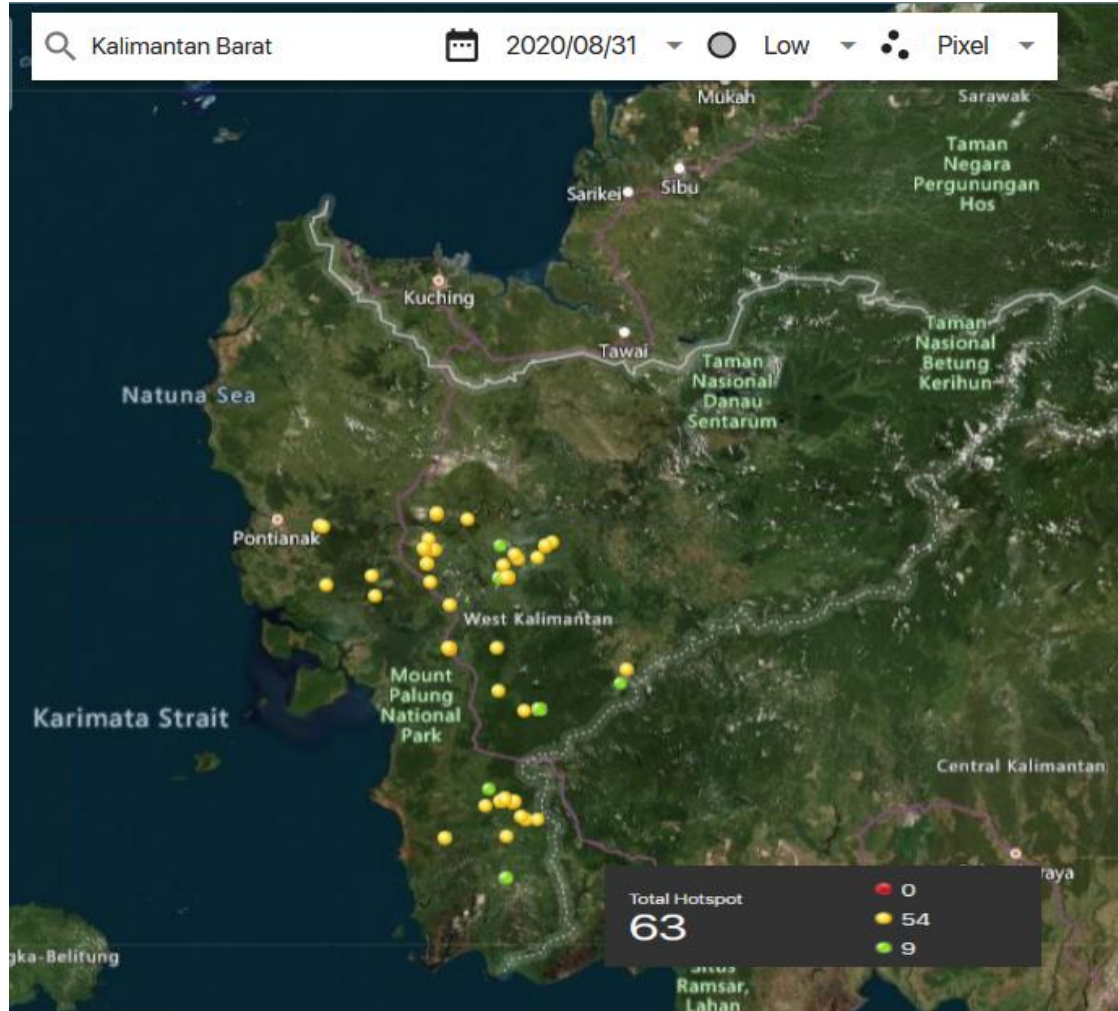 Kalimantan Barat
2020/08/31
Low
Pixel
Mukah
Sarawak
Taman
Negara
Pergunungan
Hos
Sarikei
Sibu
Kuching
Tawai
Taman
Nasional
Betung
Kerihun
Taman
Nasional
Danau
Sentarum
Natuna Sea
Pontianak
West Kalimantan
Mount
Palung
National
Park
Karimata Strait
Central Kalimantan
raya
Total Hotspot
63
0
54
9
gka-Belitung
Situs
Ramsar,
Lahan